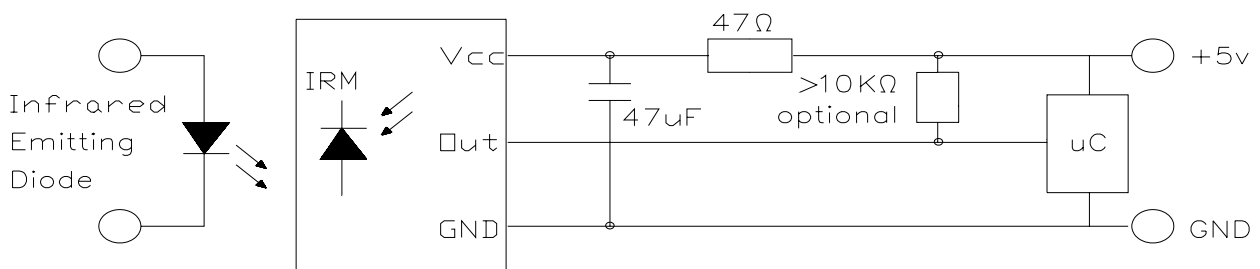 47Ω
Vcc
+5v
IRM
>10KΩ
optional
Infrared
Emitting
Diode
47uF
Out
uC
GND
GND